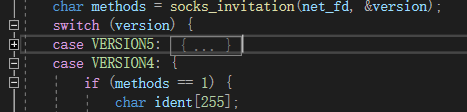 char methods = socks_invitation(net_fd, &version);
switch (version) {
case VERSION5: { ... }
case VERSION4: {
if (methods == 1) {
char ident[255];